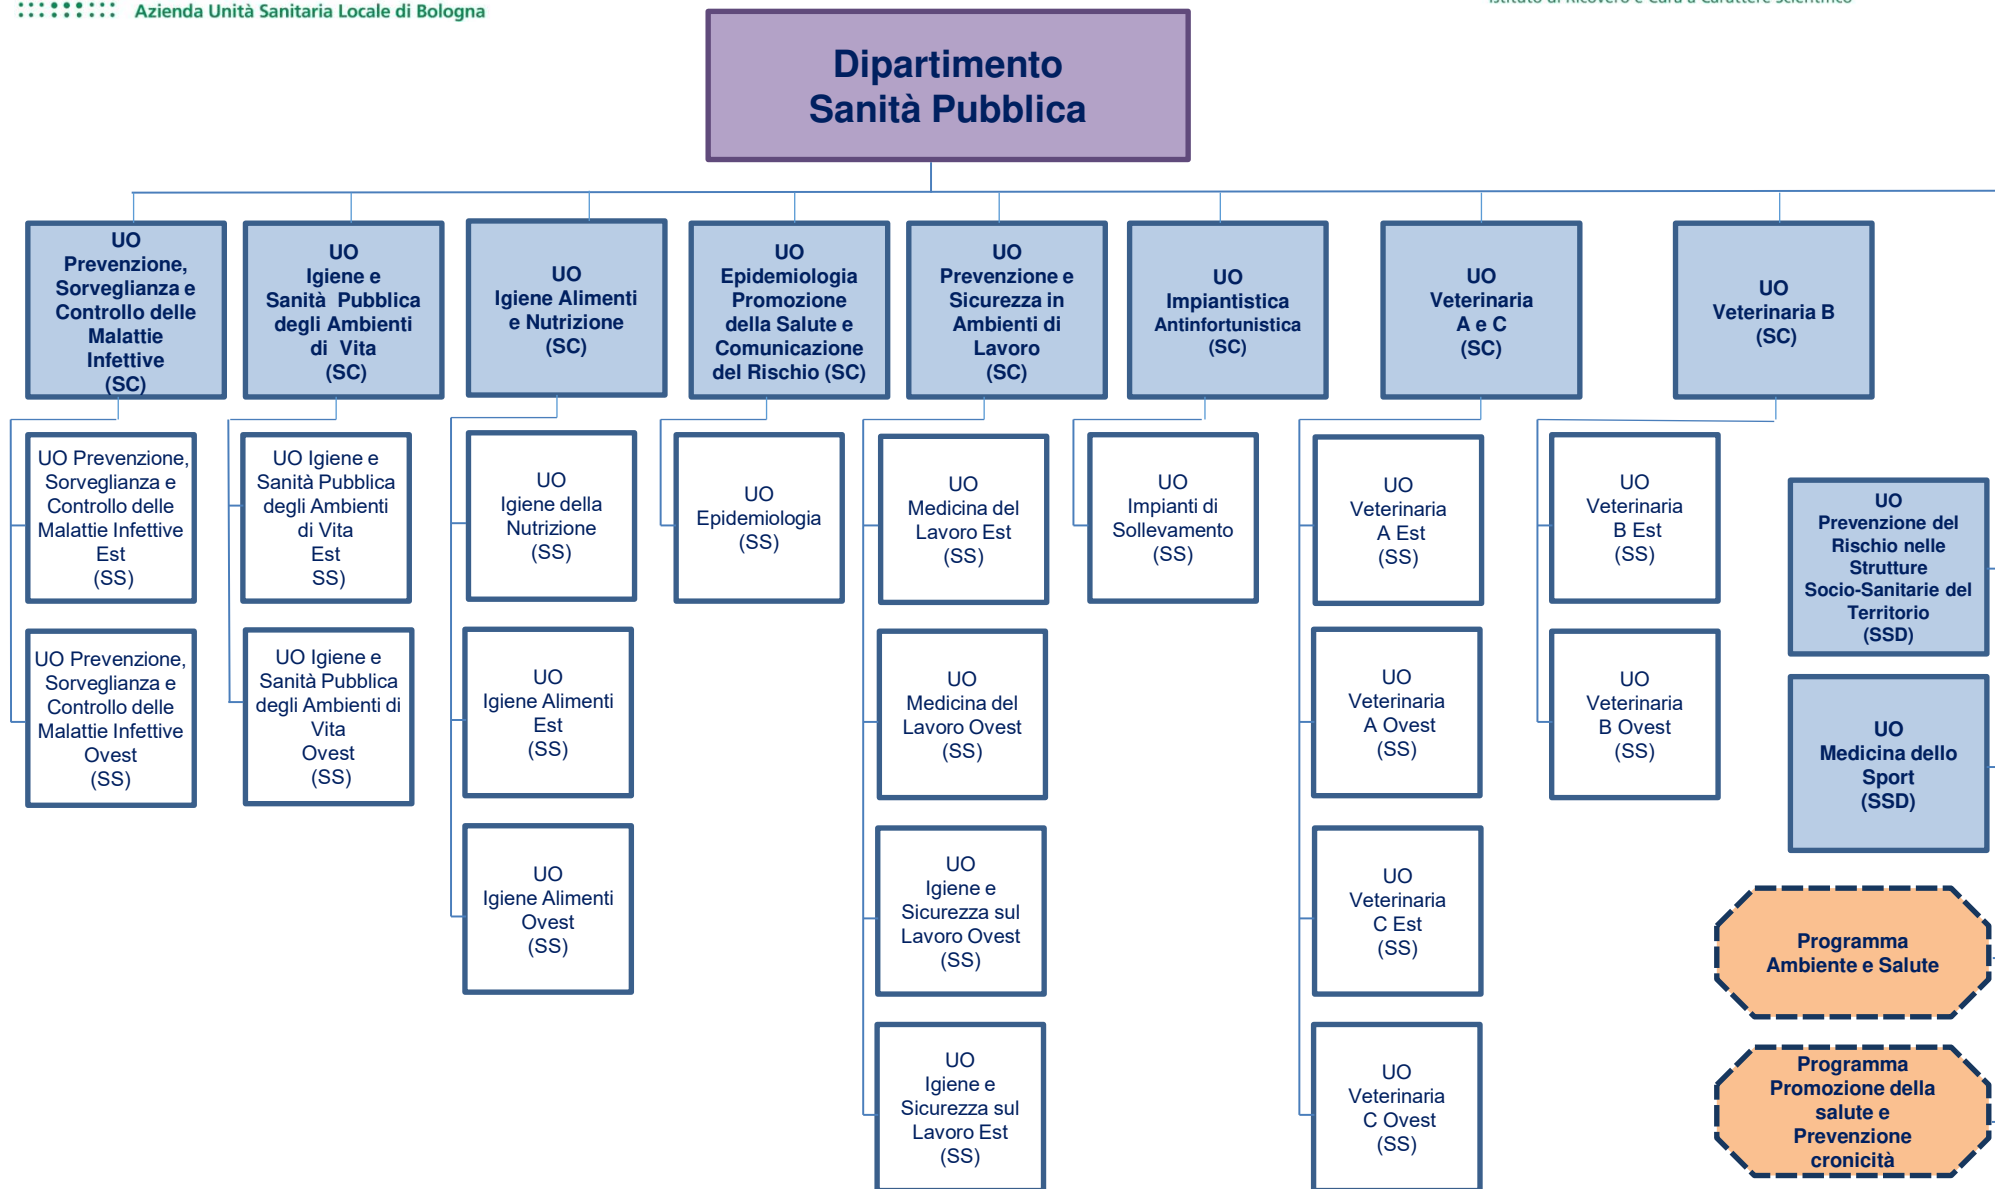 Azienda Unità Sanitaria Locale di Bologna
Istituto di Ricovero e Cura a Carattere Scientifico
Dipartimento
Sanità Pubblica
UO
Prevenzione,
Sorveglianza e
Controllo delle
Malattie
Infettive
(SC)
UO
Igiene e
Sanità Pubblica
degli Ambienti
di Vita
(SC)
UO
Igiene Alimenti
e Nutrizione
(SC)
UO
Epidemiologia
Promozione
della Salute e
Comunicazione
del Rischio (SC)
UO
Prevenzione e
Sicurezza in
Ambienti di
Lavoro
(SC)
UO
Impiantistica
Antinfortunistica
(SC)
UO
Veterinaria
A e C
(SC)
UO
Veterinaria B
(SC)
UO Prevenzione,
Sorveglianza e
Controllo delle
Malattie Infettive
Est
(SS)
UO Prevenzione,
Sorveglianza e
Controllo delle
Malattie Infettive
Ovest
(SS)
UO Igiene e
Sanità Pubblica
degli Ambienti
di Vita
Est
SS)
UO Igiene e
Sanità Pubblica
degli Ambienti di
Vita
Ovest
(SS)
UO
Igiene della
Nutrizione
(SS)
UO
Igiene Alimenti
Est
(SS)
UO
Igiene Alimenti
Ovest
(SS)
UO
Epidemiologia
(SS)
UO
Medicina del
Lavoro Est
(SS)
UO
Medicina del
Lavoro Ovest
(SS)
UO
Igiene e
Sicurezza sul
Lavoro Ovest
(SS)
UO
Igiene e
Sicurezza sul
Lavoro Est
(SS)
UO
Impianti di
Sollevamento
(SS)
UO
Veterinaria
A Est
(SS)
UO
Veterinaria
A Ovest
(SS)
UO
Veterinaria
C Est
(SS)
UO
Veterinaria
C Ovest
(SS)
UO
Veterinaria
B Est
(SS)
UO
Veterinaria
B Ovest
(SS)
UO
Prevenzione del
Rischio nelle
Strutture
Socio-Sanitarie del
Territorio
(SSD)
UO
Medicina dello
Sport
(SSD)
Programma
Ambiente e Salute
Programma
Promozione della
salute e
Prevenzione
cronicità